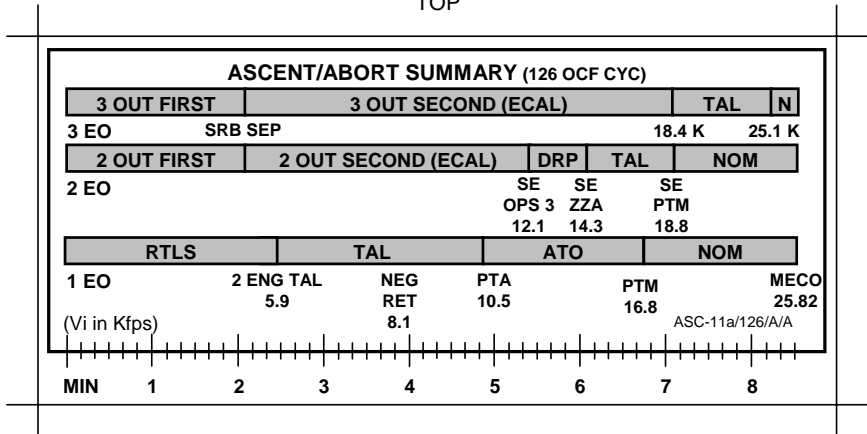 TOP
ASCENT/ABORT SUMMARY (126 OCF CYC)
3 OUT FIRST 3 OUT SECOND (ECAL) TAL N
3 EO SRB SEP 18.4 K 25.1 K
2 OUT FIRST 2 OUT SECOND (ECAL) DRP TAL NOM
2 EO SE SE SE
OPS 3 ZZA PTM
12.1 14.3 18.8
RTLS TAL ATO NOM
1 EO 2 ENG TAL NEG PTA PTM MECO
5.9 RET 10.5 16.8 25.82
(Vi in Kfps) 8.1 ASC-11a/126/A/A
MIN 1 2 3 4 5 6 7 8